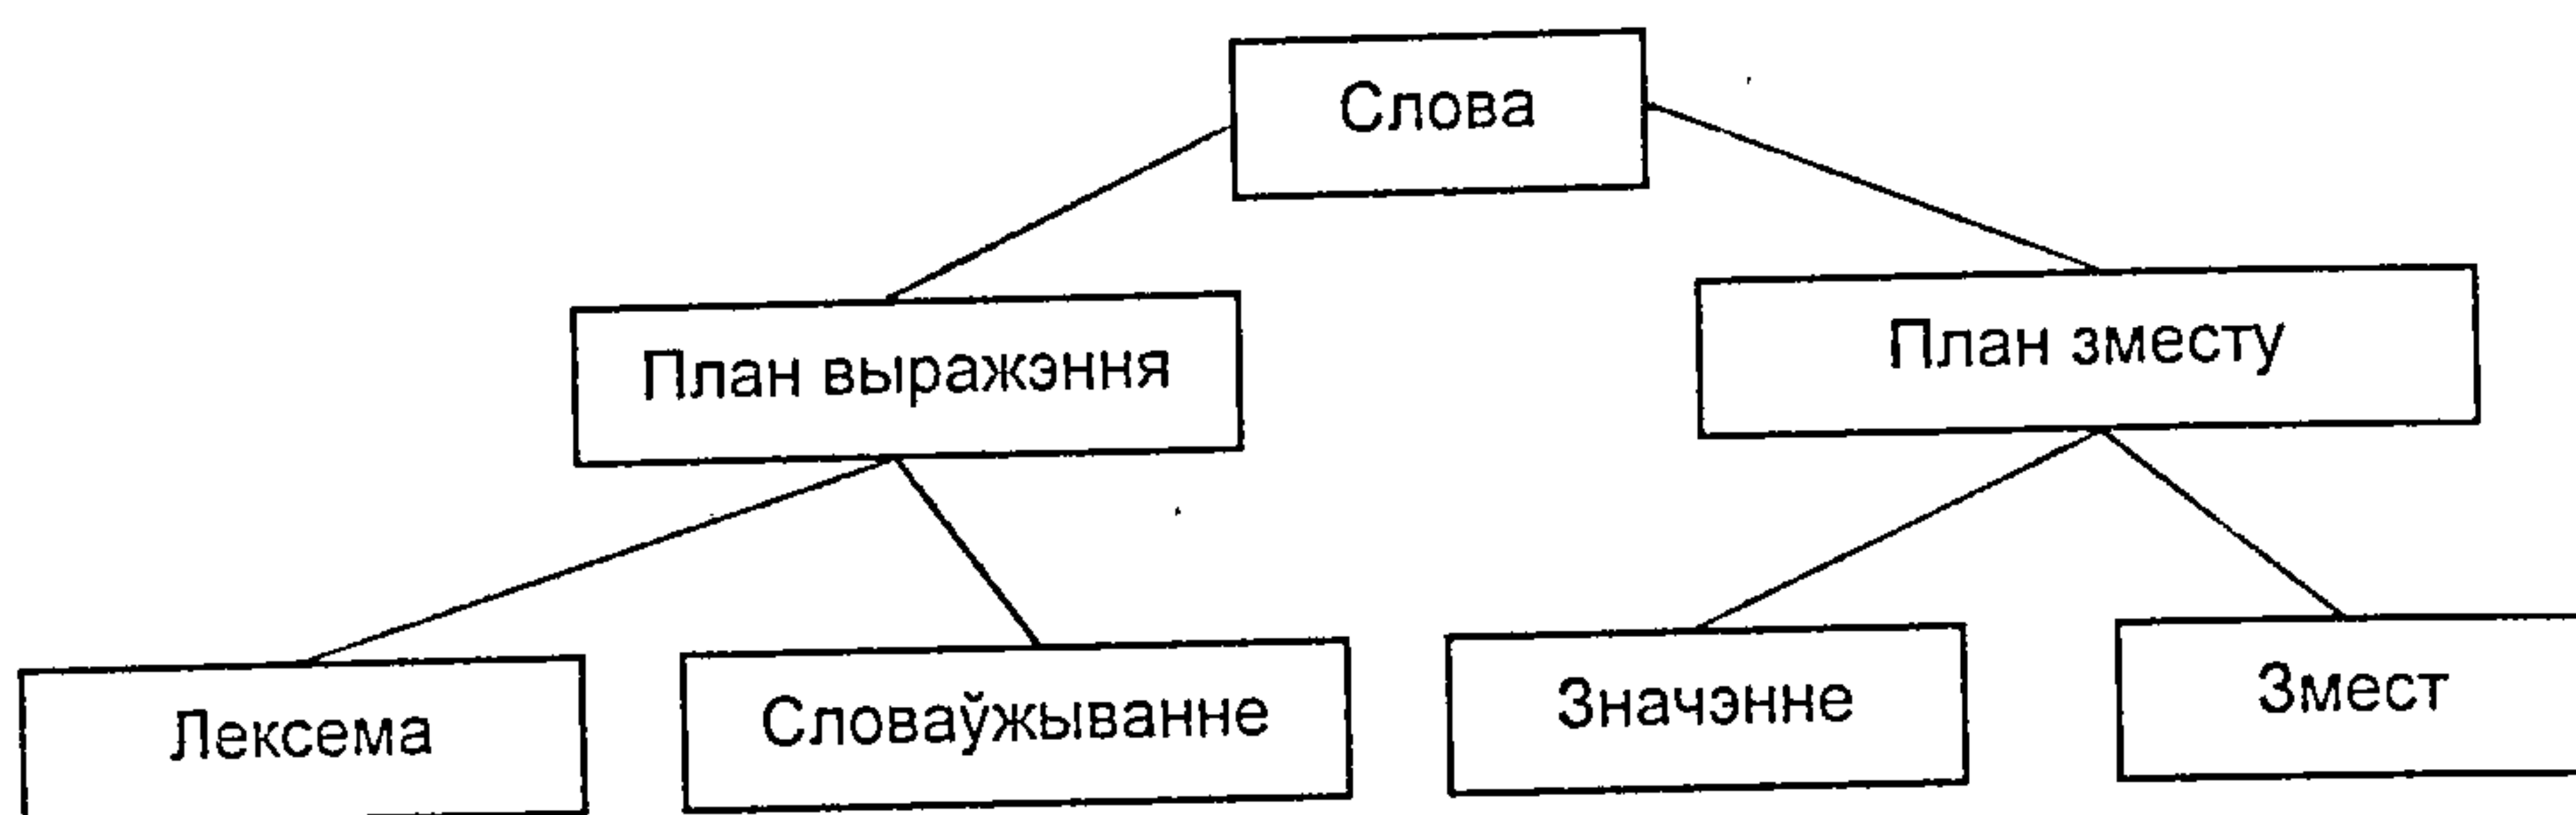 Слова
План выражэння
План зместу
Лексема
Словаўжыванне
Значэнне
Змест